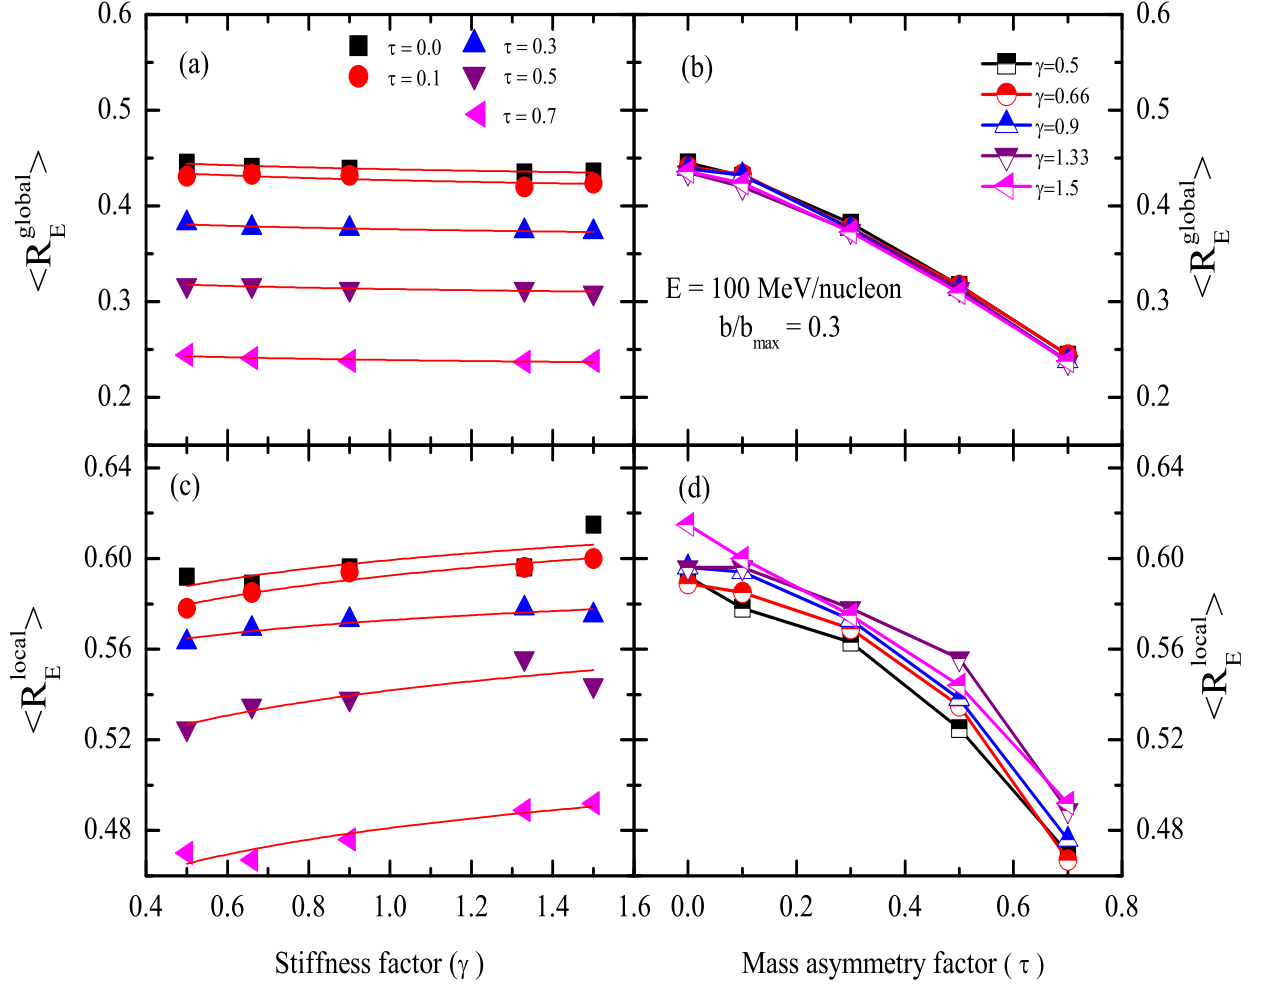 0.6
0.5
0.4
0.3
0.2
<R_E^global>
(a)
τ = 0.0
τ = 0.1
τ = 0.3
τ = 0.5
τ = 0.7
(b)
γ=0.5
γ=0.66
γ=0.9
γ=1.33
γ=1.5
E = 100 MeV/nucleon
b/b_max = 0.3
0.6
0.5
0.4
0.3
0.2
<R_E^global>
0.64
0.60
0.56
0.52
0.48
<R_E^local>
(c)
(d)
0.64
0.60
0.56
0.52
0.48
<R_E^local>
0.4 0.6 0.8 1.0 1.2 1.4 1.6
0.0 0.2 0.4 0.6 0.8
Stiffness factor (γ )
Mass asymmetry factor ( τ )